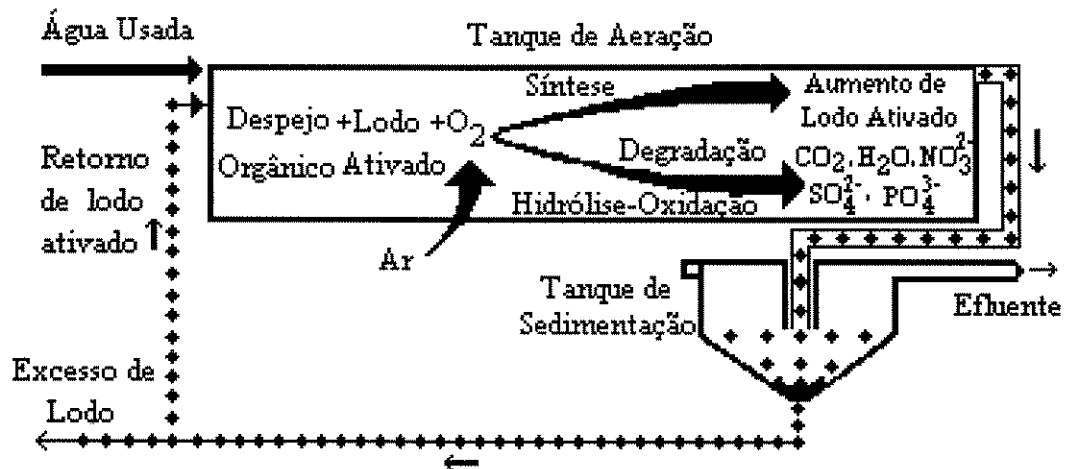 Água Usada
Tanque de Aeração
Síntese
Aumento de
Lodo Ativado
Despejo +Lodo +O2
Orgânico Ativado
Degradação
CO2, H2O, NO3^2-
SO4^2-, PO4^3-
Hidrólise-Oxidação
Retorno
de lodo
ativado
Ar
Tanque de
Sedimentação
Efluente
Excesso de
Lodo